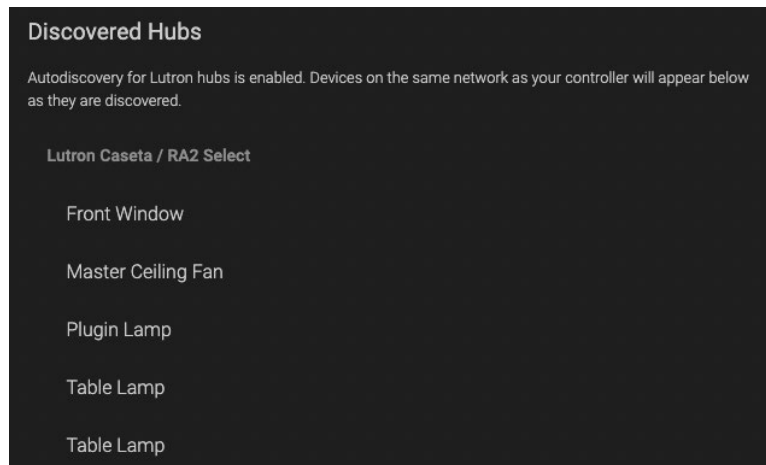 Discovered Hubs
Autodiscovery for Lutron hubs is enabled. Devices on the same network as your controller will appear below
as they are discovered.
Lutron Caseta / RA2 Select
Front Window
Master Ceiling Fan
Plugin Lamp
Table Lamp
Table Lamp